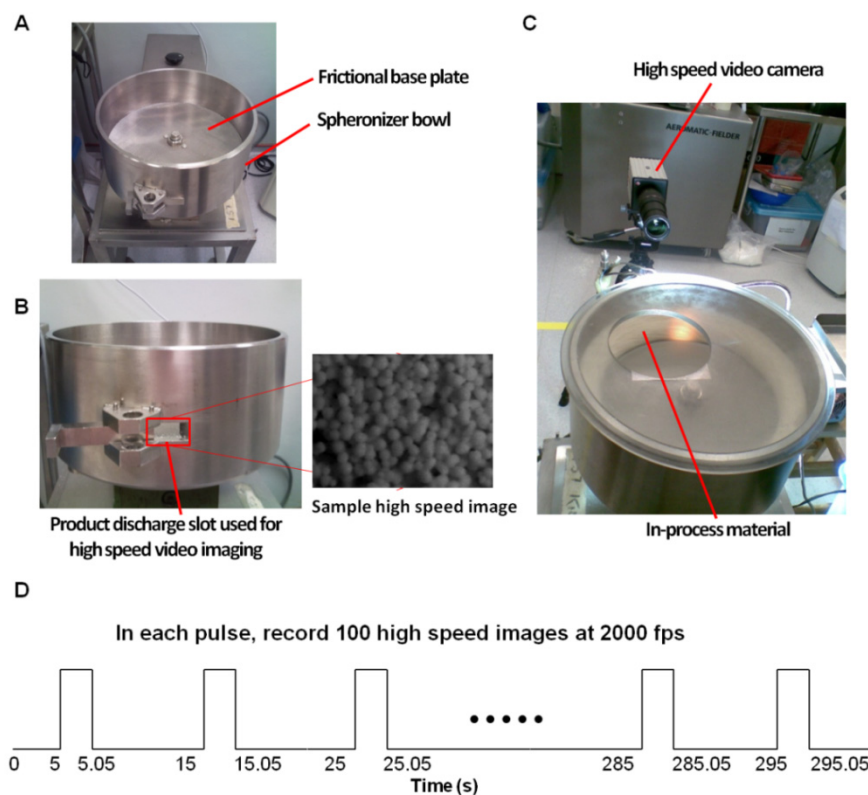 A
Frictional base plate
Spheronizer bowl
B
Product discharge slot used for
high speed video imaging
Sample high speed image
C
High speed video camera
AEROMATIC-FIELDER
In-process material
D
In each pulse, record 100 high speed images at 2000 fps
0 5 5.05 15 15.05 25 25.05 285 285.05 295 295.05
Time (s)